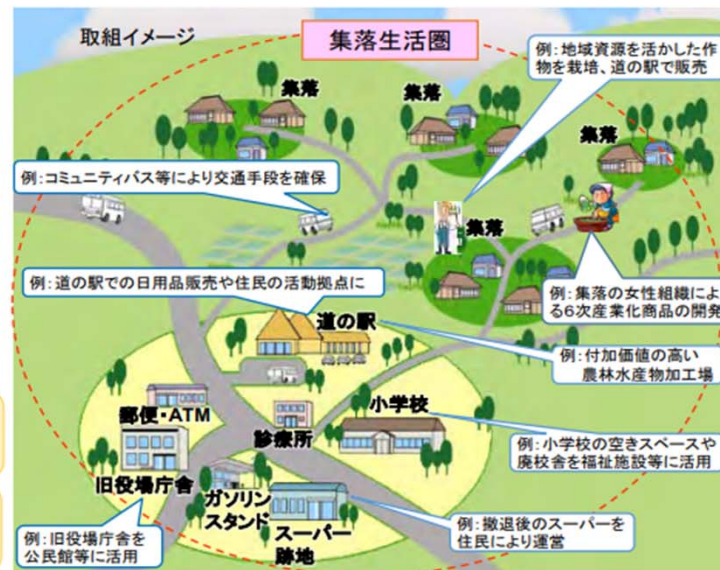 取組イメージ
集落生活圏
例：地域資源を活かした作
物を栽培、道の駅で販売
集落
集落
集落
例：コミュニティバス等により交通手段を確保
集落
例：道の駅での日用品販売や住民の活動拠点に
例：集落の女性組織によ
る6次産業化商品の開発
道の駅
例：付加価値の高い
農林水産物加工場
郵便・ATM
小学校
診療所
例：小学校の空きスペースや
廃校舎を福祉施設等に活用
旧役場庁舎
ガソリン
スタンド
スーパー
跡地
例：撤退後のスーパーを
住民により運営
例：旧役場庁舎を
公民館等に活用